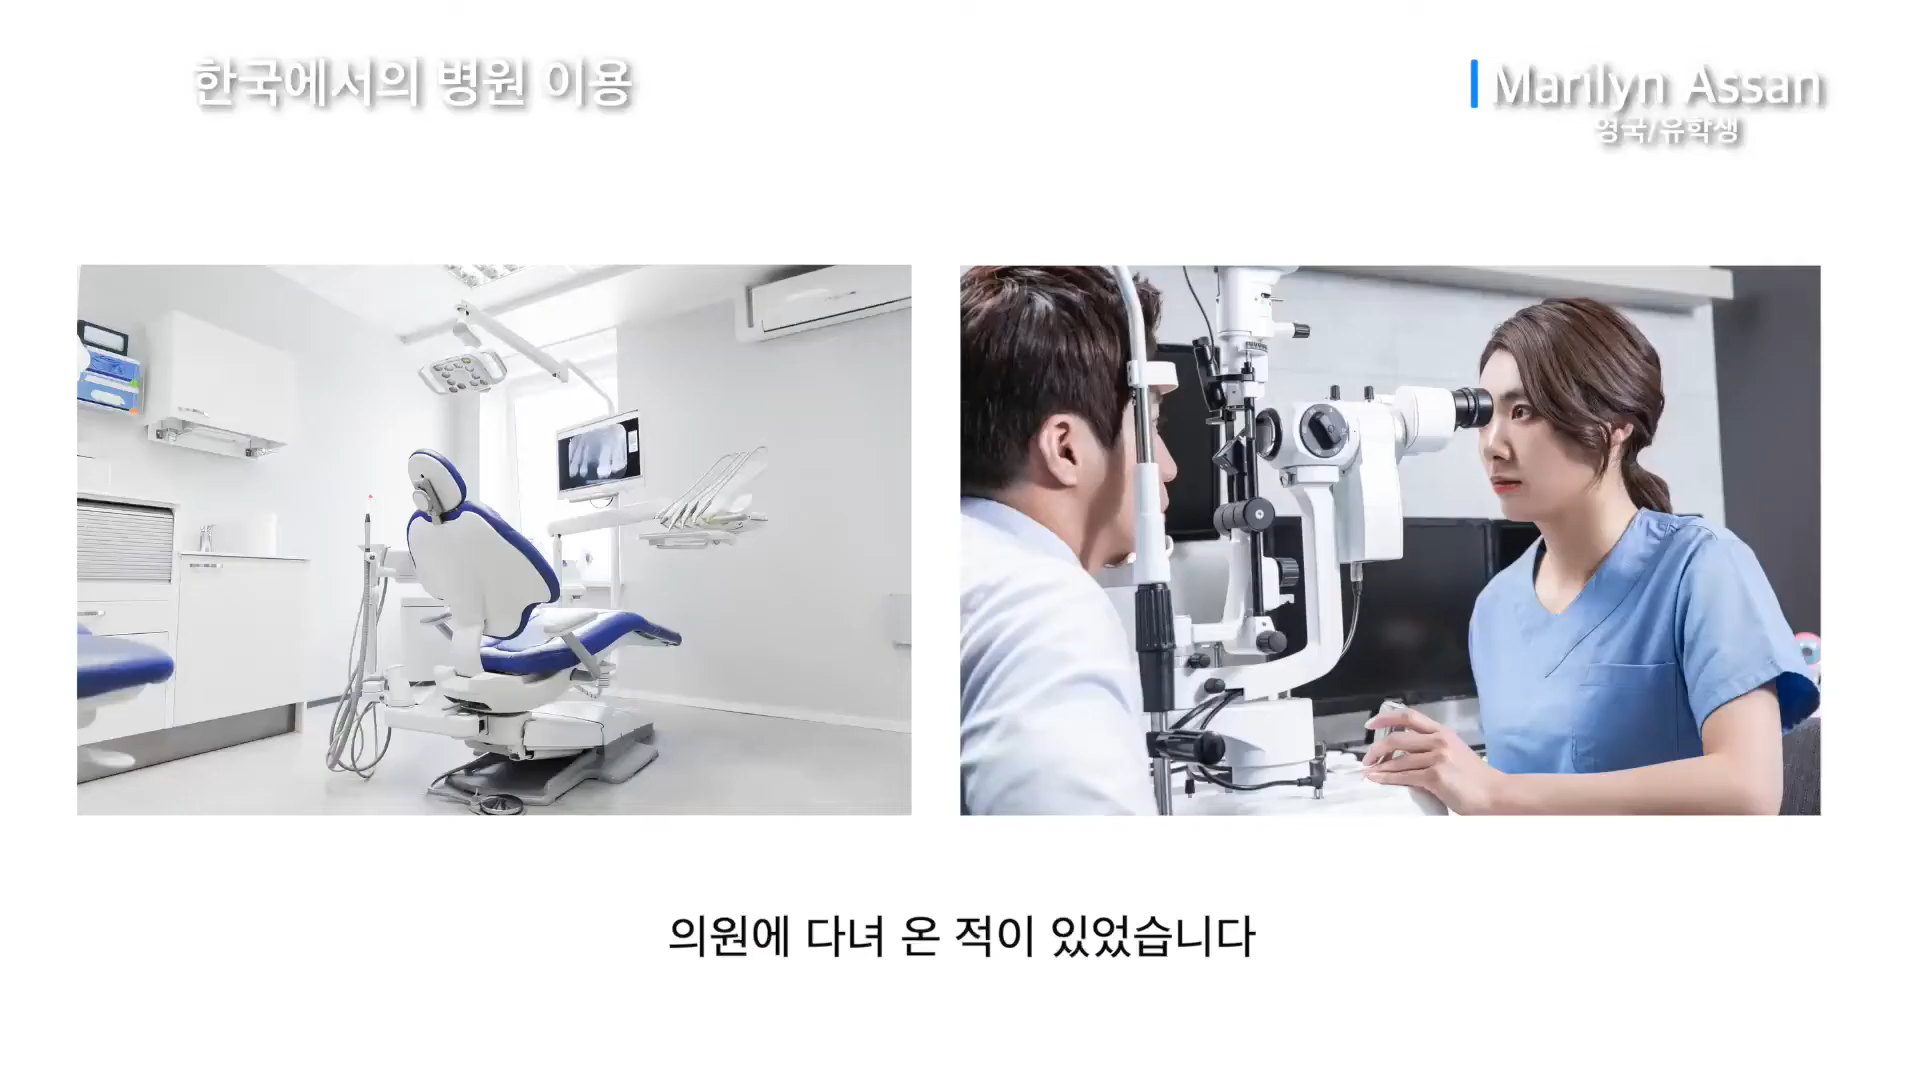 한국에서의 병원 이용
Marilyn Assan
영국/유학생
의원에 다녀 온 적이 있었습니다